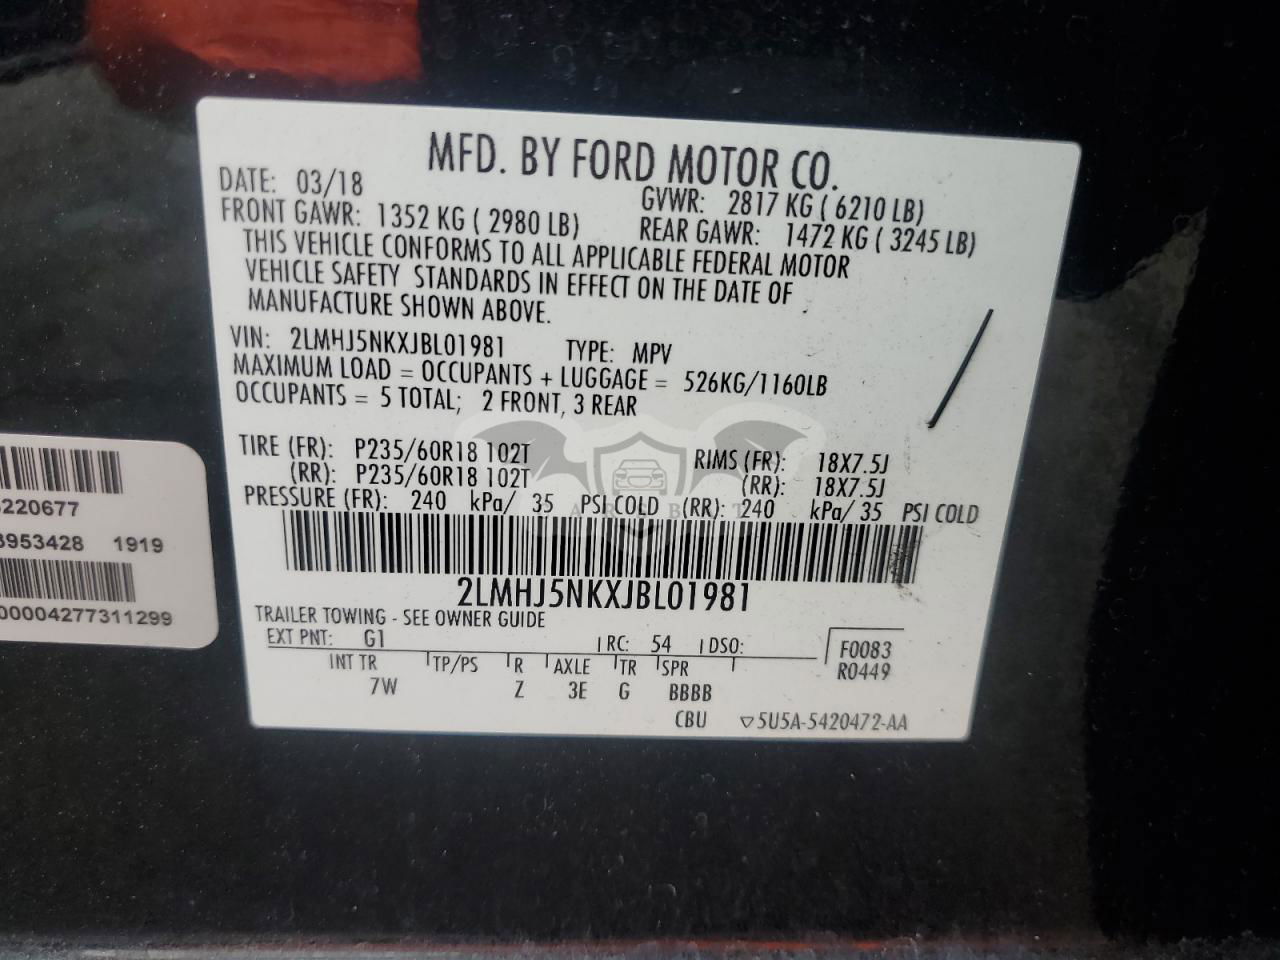 MFD. BY FORD MOTOR CO.
DATE: 03/18 GVWR: 2817 KG ( 6210 LB)
FRONT GAWR: 1352 KG ( 2980 LB) REAR GAWR: 1472 KG ( 3245 LB)
THIS VEHICLE CONFORMS TO ALL APPLICABLE FEDERAL MOTOR
VEHICLE SAFETY STANDARDS IN EFFECT ON THE DATE OF
MANUFACTURE SHOWN ABOVE.
VIN: 2LMHJ5NKXJBL01981 TYPE: MPV
MAXIMUM LOAD = OCCUPANTS + LUGGAGE = 526KG/1160LB
OCCUPANTS = 5 TOTAL; 2 FRONT, 3 REAR
TIRE (FR): P235/60R18 102T RIMS (FR): 18X7.5J
(RR): P235/60R18 102T (RR): 18X7.5J
PRESSURE (FR): 240 kPa/ 35 PSI COLD (RR): 240 kPa/ 35 PSI COLD
2LMHJ5NKXJBL01981
TRAILER TOWING - SEE OWNER GUIDE
EXT PNT: G1 RC: 54 DSO: F0083
R0449
INT TR TP/PS R AXLE TR SPR
7W Z 3E G BBBB
CBU ▽5U5A-5420472-AA
220677
953428 1919
00004277311299